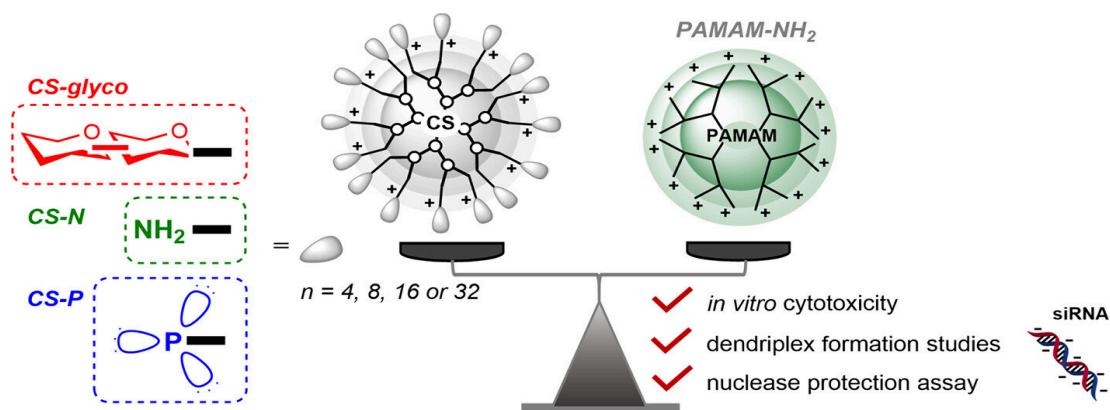 CS-glyco
O
O
CS-N
NH₂
CS-P
P
=
n = 4, 8, 16 or 32
CS
+ + + + + + + + + +
PAMAM-NH₂
PAMAM
+ + + + + + + + + + + + + + + +
in vitro cytotoxicity
dendriplex formation studies
nuclease protection assay
siRNA